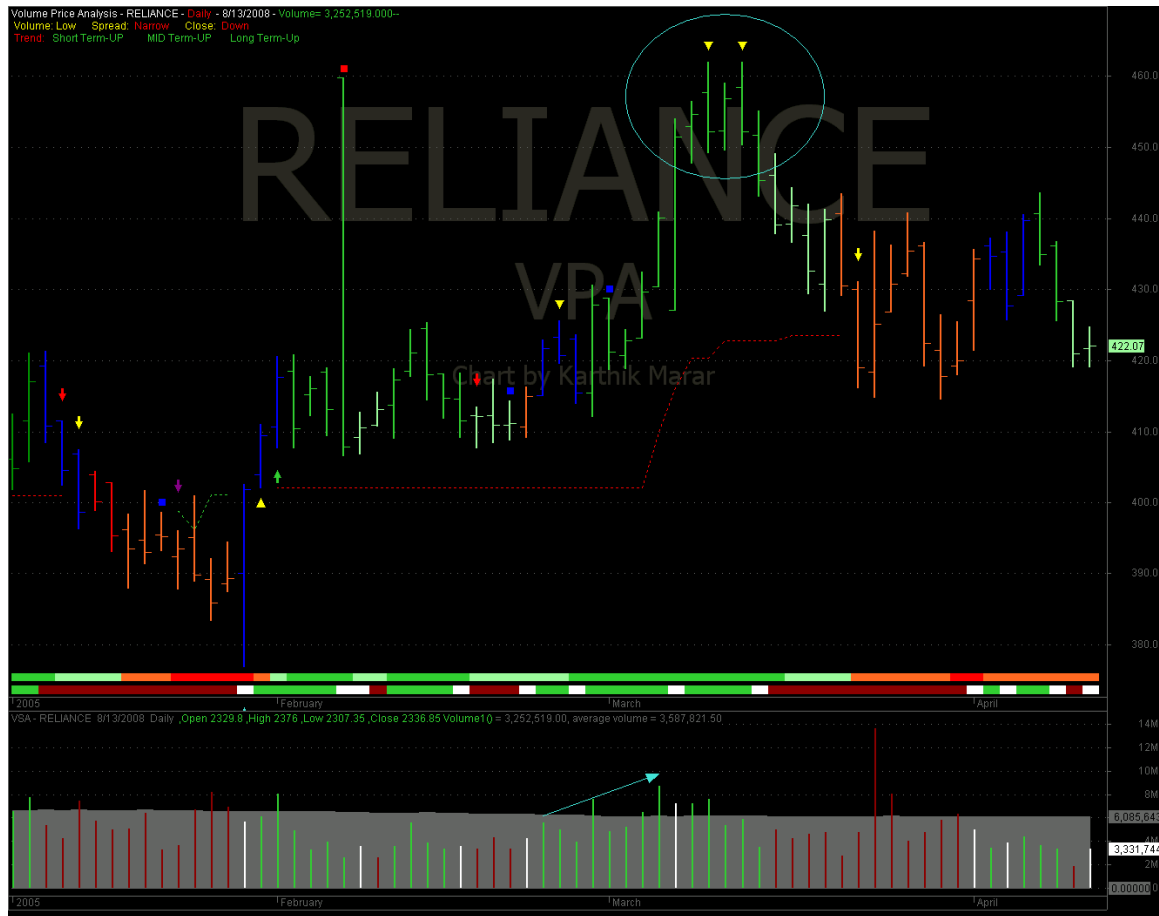 Volume Price Analysis - RELIANCE - Daily - 8/13/2008 - Volume= 3,252,519.000--
Volume: Low Spread: Narrow Close: Down
Trend: Short Term-UP MID Term-UP Long Term-Up
460.0
RELIANCE
450.0
440.0
VPA
430.0
422.07
420.0
Chart by Karthik Marar
410.0
400.0
390.0
380.0
2005 February March April
VSA - RELIANCE 8/13/2008 Daily ,Open 2329.8 ,High 2376 ,Low 2307.35 ,Close 2336.85 Volume1() = 3,252,519.00, average volume = 3,587,821.50
14M
12M
10M
8M
6,085,643
4M
3,331,744
2M
0.00000
2005 February March April